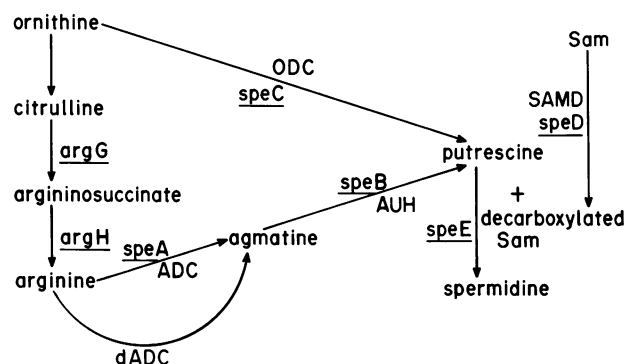 ornithine
Sam
ODC
speC
SAMD
speD
citrulline
argG
putrescine
argininosuccinate
speB
AUH
+
decarboxylated
Sam
speE
argH
speA
agmatine
ADC
arginine
spermidine
dADC